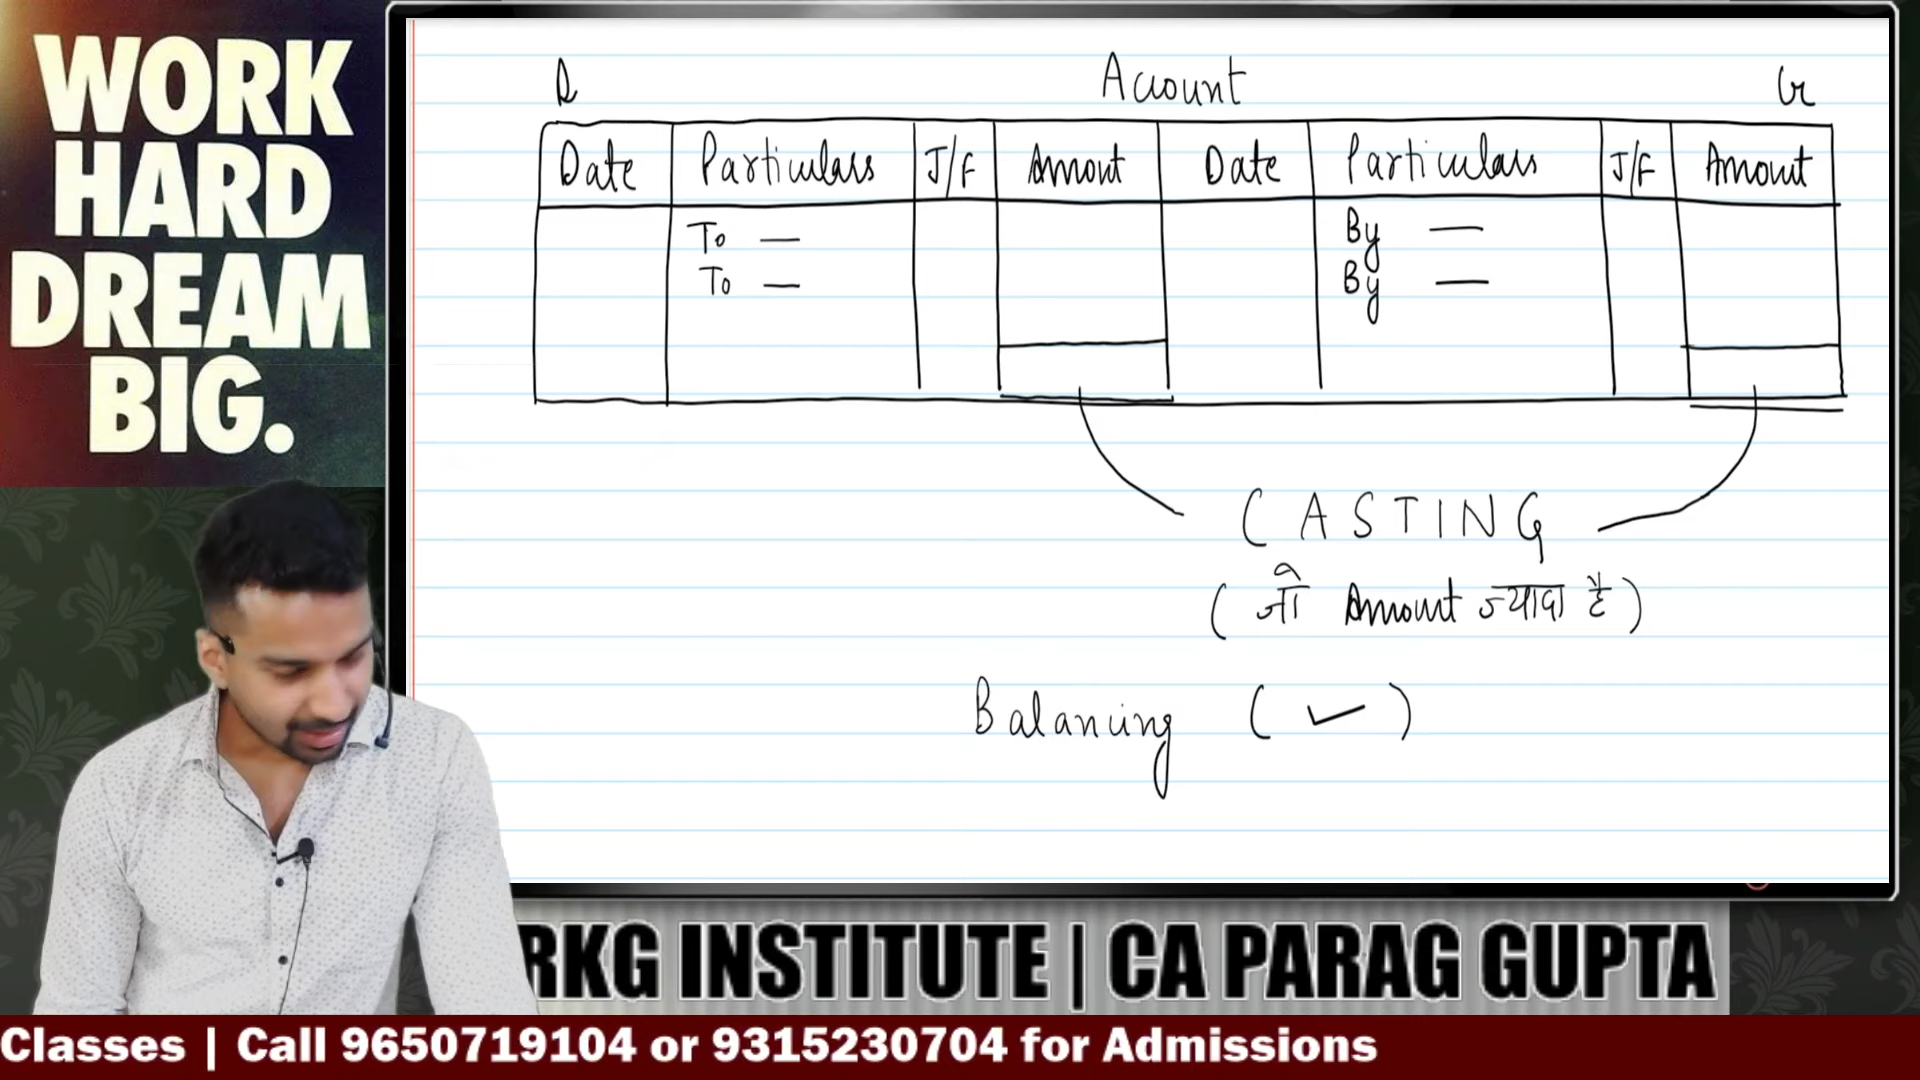 WORK
HARD
DREAM
BIG.
Dr Account Cr
Date Particulars J/F Amount Date Particulars J/F Amount
To — By —
To — By —
CASTING
( जो Amount ज्यादा है )
Balancing ( ✓ )
RKG INSTITUTE | CA PARAG GUPTA
Classes | Call 9650719104 or 9315230704 for Admissions